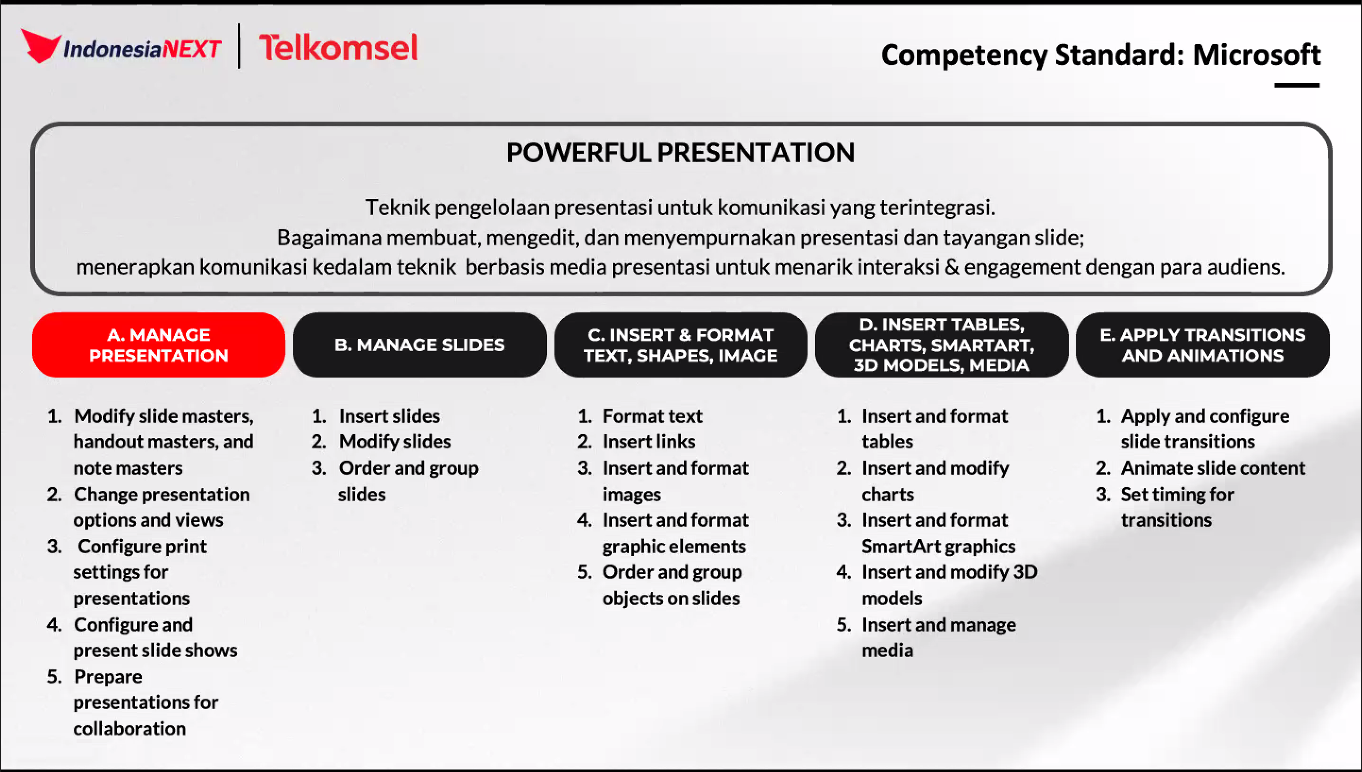 IndonesiaNEXT
Telkomsel
Competency Standard: Microsoft
POWERFUL PRESENTATION
Teknik pengelolaan presentasi untuk komunikasi yang terintegrasi.
Bagaimana membuat, mengedit, dan menyempurnakan presentasi dan tayangan slide;
menerapkan komunikasi kedalam teknik berbasis media presentasi untuk menarik interaksi & engagement dengan para audiens.
A. MANAGE
PRESENTATION
1. Modify slide masters,
handout masters, and
note masters
2. Change presentation
options and views
3. Configure print
settings for
presentations
4. Configure and
present slide shows
5. Prepare
presentations for
collaboration
B. MANAGE SLIDES
1. Insert slides
2. Modify slides
3. Order and group
slides
C. INSERT & FORMAT
TEXT, SHAPES, IMAGE
1. Format text
2. Insert links
3. Insert and format
images
4. Insert and format
graphic elements
5. Order and group
objects on slides
D. INSERT TABLES,
CHARTS, SMARTART,
3D MODELS, MEDIA
1. Insert and format
tables
2. Insert and modify
charts
3. Insert and format
SmartArt graphics
4. Insert and modify 3D
models
5. Insert and manage
media
E. APPLY TRANSITIONS
AND ANIMATIONS
1. Apply and configure
slide transitions
2. Animate slide content
3. Set timing for
transitions